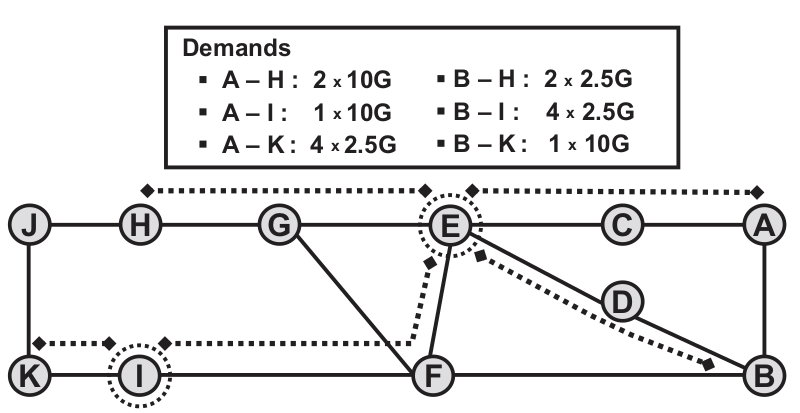 Demands
▪ A – H : 2 x 10G ▪ B – H : 2 x 2.5G
▪ A – I : 1 x 10G ▪ B – I : 4 x 2.5G
▪ A – K : 4 x 2.5G ▪ B – K : 1 x 10G
J H G E C A
D
K I F B